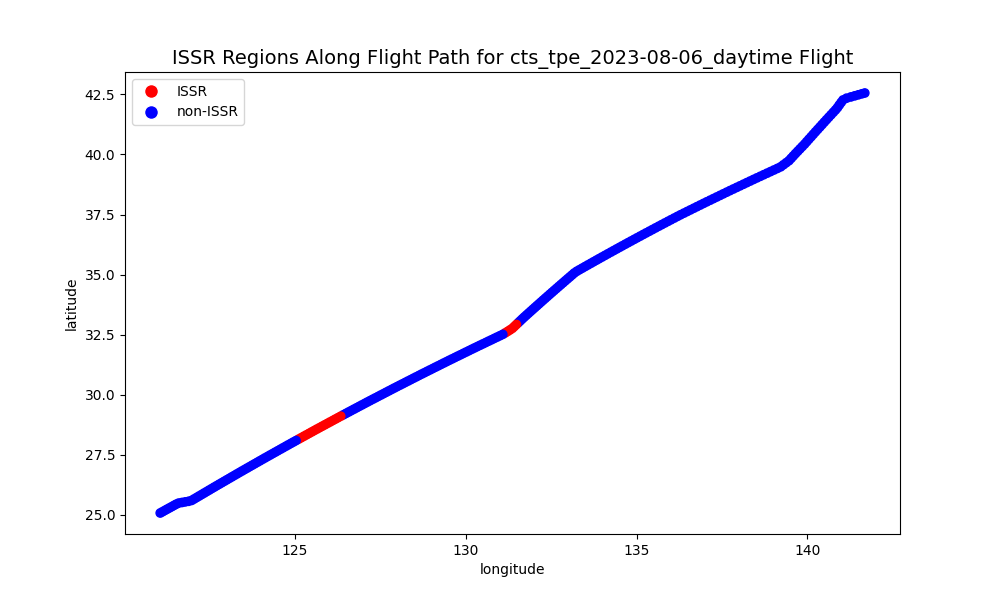 ISSR Regions Along Flight Path for cts_tpe_2023-08-06_daytime Flight
ISSR
non-ISSR
42.5
40.0
37.5
35.0
32.5
30.0
27.5
25.0
latitude
125
130
135
140
longitude